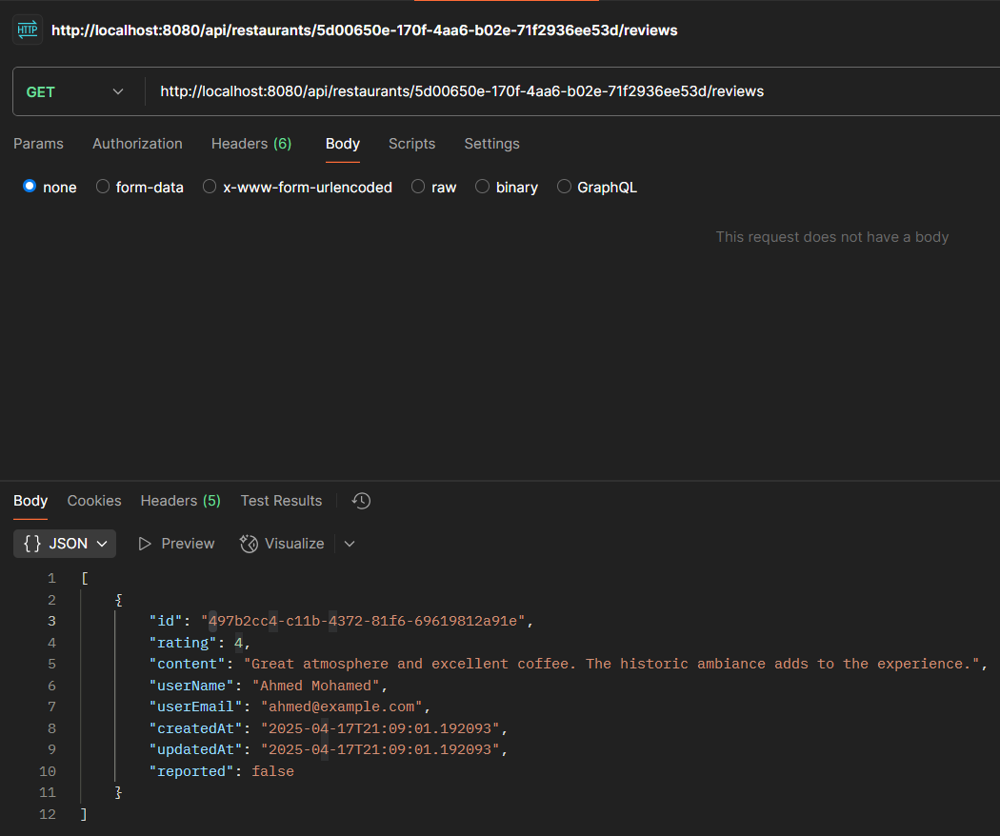 HTTP http://localhost:8080/api/restaurants/5d00650e-170f-4aa6-b02e-71f2936ee53d/reviews
GET http://localhost:8080/api/restaurants/5d00650e-170f-4aa6-b02e-71f2936ee53d/reviews
Params Authorization Headers (6) Body Scripts Settings
none form-data x-www-form-urlencoded raw binary GraphQL
This request does not have a body
Body Cookies Headers (5) Test Results
{} JSON Preview Visualize
1 [
2 {
3 "id": "497b2cc4-c11b-4372-81f6-69619812a91e",
4 "rating": 4,
5 "content": "Great atmosphere and excellent coffee. The historic ambiance adds to the experience.",
6 "userName": "Ahmed Mohamed",
7 "userEmail": "ahmed@example.com",
8 "createdAt": "2025-04-17T21:09:01.192093",
9 "updatedAt": "2025-04-17T21:09:01.192093",
10 "reported": false
11 }
12 ]